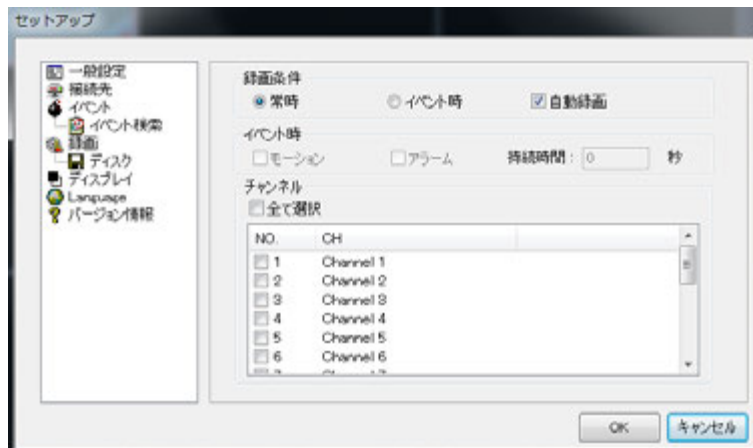 セットアップ
一般設定
接続先
イベント
イベント検索
録画
ディスク
ディスプレイ
Language
バージョン情報
録画条件
常時 イベント時 自動録画
イベント時
モーション アラーム 持続時間: 0 秒
チャンネル
全て選択
NO. CH
1 Channel 1
2 Channel 2
3 Channel 3
4 Channel 4
5 Channel 5
6 Channel 6
OK キャンセル